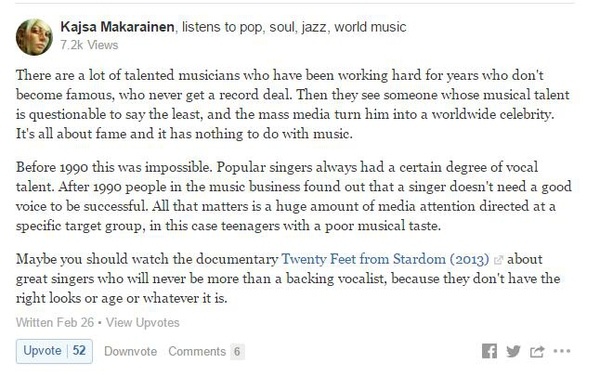 Kajsa Makarainen, listens to pop, soul, jazz, world music
7.2k Views
There are a lot of talented musicians who have been working hard for years who don't
become famous, who never get a record deal. Then they see someone whose musical talent
is questionable to say the least, and the mass media turn him into a worldwide celebrity.
It's all about fame and it has nothing to do with music.
Before 1990 this was impossible. Popular singers always had a certain degree of vocal
talent. After 1990 people in the music business found out that a singer doesn't need a good
voice to be successful. All that matters is a huge amount of media attention directed at a
specific target group, in this case teenagers with a poor musical taste.
Maybe you should watch the documentary Twenty Feet from Stardom (2013) about
great singers who will never be more than a backing vocalist, because they don't have the
right looks or age or whatever it is.
Written Feb 26 • View Upvotes
Upvote | 52 Downvote Comments 6